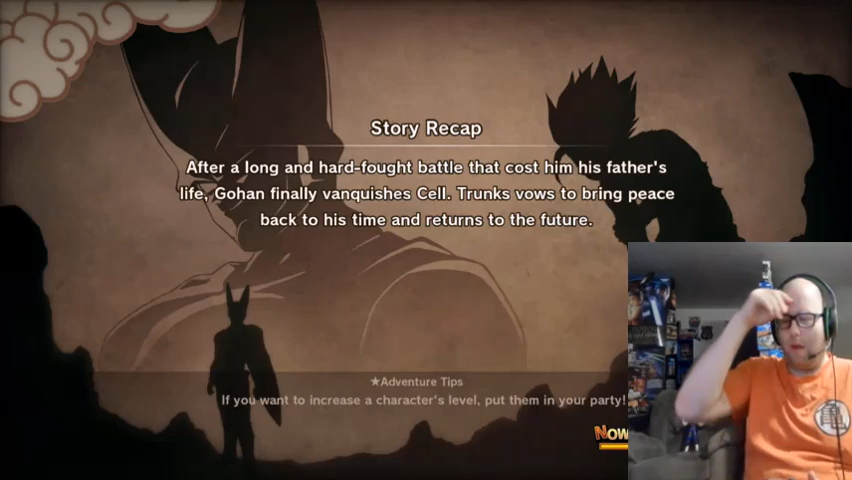 Story Recap
After a long and hard-fought battle that cost him his father's
life, Gohan finally vanquishes Cell. Trunks vows to bring peace
back to his time and returns to the future.
★Adventure Tips
If you want to increase a character's level, put them in your party!
Now
亀